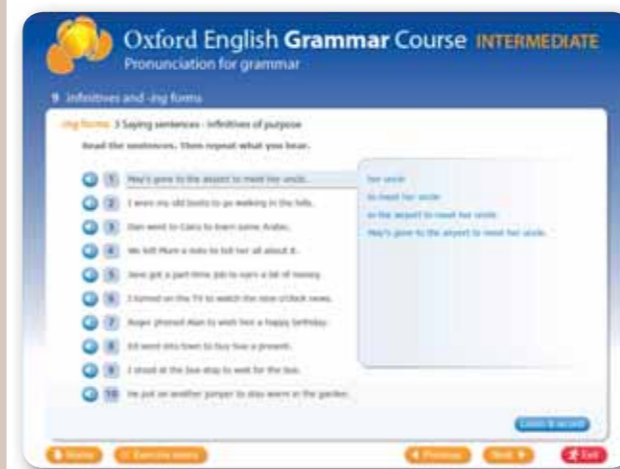 Oxford English Grammar Course INTERMEDIATE
Pronunciation for grammar
9 Infinitives and -ing forms
-ing forms 3 Saying sentences - infinitives of purpose
Read the sentences. Then repeat what you hear.
1 May's gone to the airport to meet her uncle.
2 I wore my old boots to go walking in the hills.
3 Dan went to Cairo to learn some Arabic.
4 We left Mum a note to tell her all about it.
5 Jane got a part-time job to earn a bit of money.
6 I turned on the TV to watch the nine o'clock news.
7 Roger phoned Alan to wish him a happy birthday.
8 Ed went into town to buy a present.
9 I stood at the bus stop to wait for the bus.
10 He put on another jumper to stay warm in the garden.
her uncle
to meet her uncle
to the airport to meet her uncle
May's gone to the airport to meet her uncle.
Listen & record
Home
Exercise menu
Previous
Next
Exit